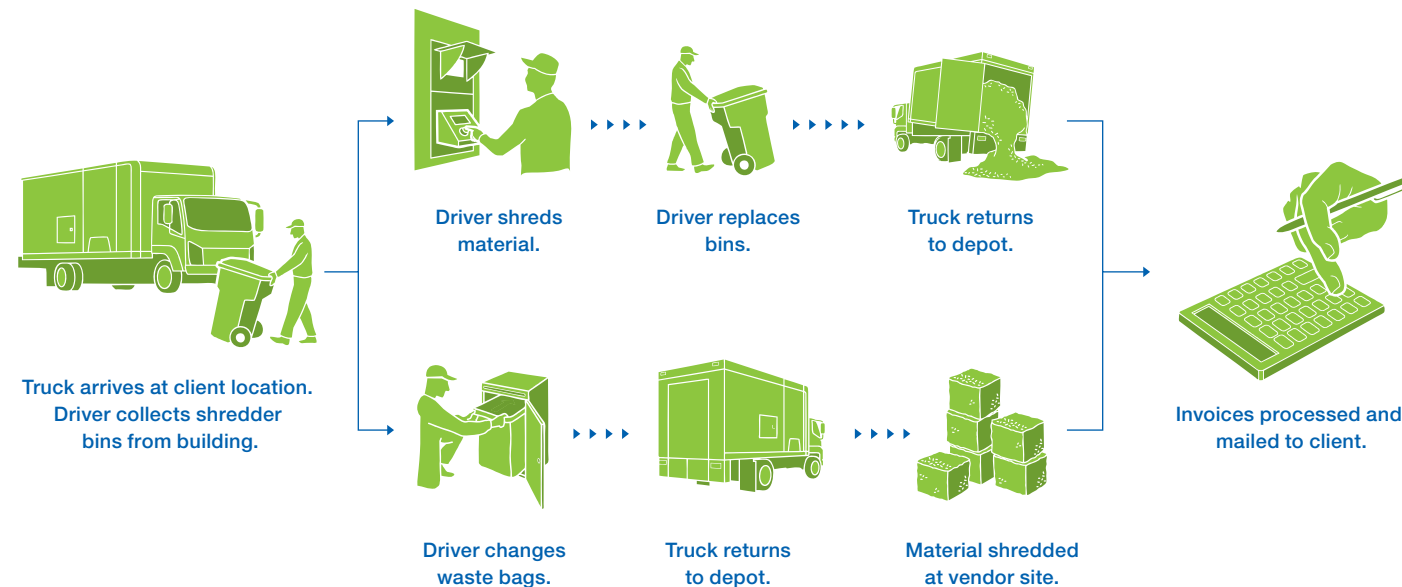 Truck arrives at client location.
Driver collects shredder
bins from building.
Driver shreds
material.
Driver replaces
bins.
Truck returns
to depot.
Driver changes
waste bags.
Truck returns
to depot.
Material shredded
at vendor site.
Invoices processed and
mailed to client.